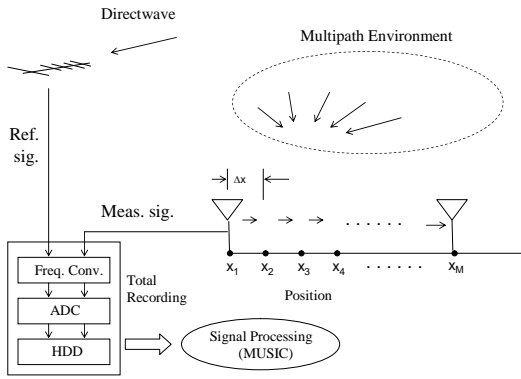 Directwave
Multipath Environment
Ref.
sig.
Δx
Meas. sig.
x1 x2 x3 x4 ...... xM
Position
Freq. Conv.
ADC
HDD
Total
Recording
Signal Processing
(MUSIC)